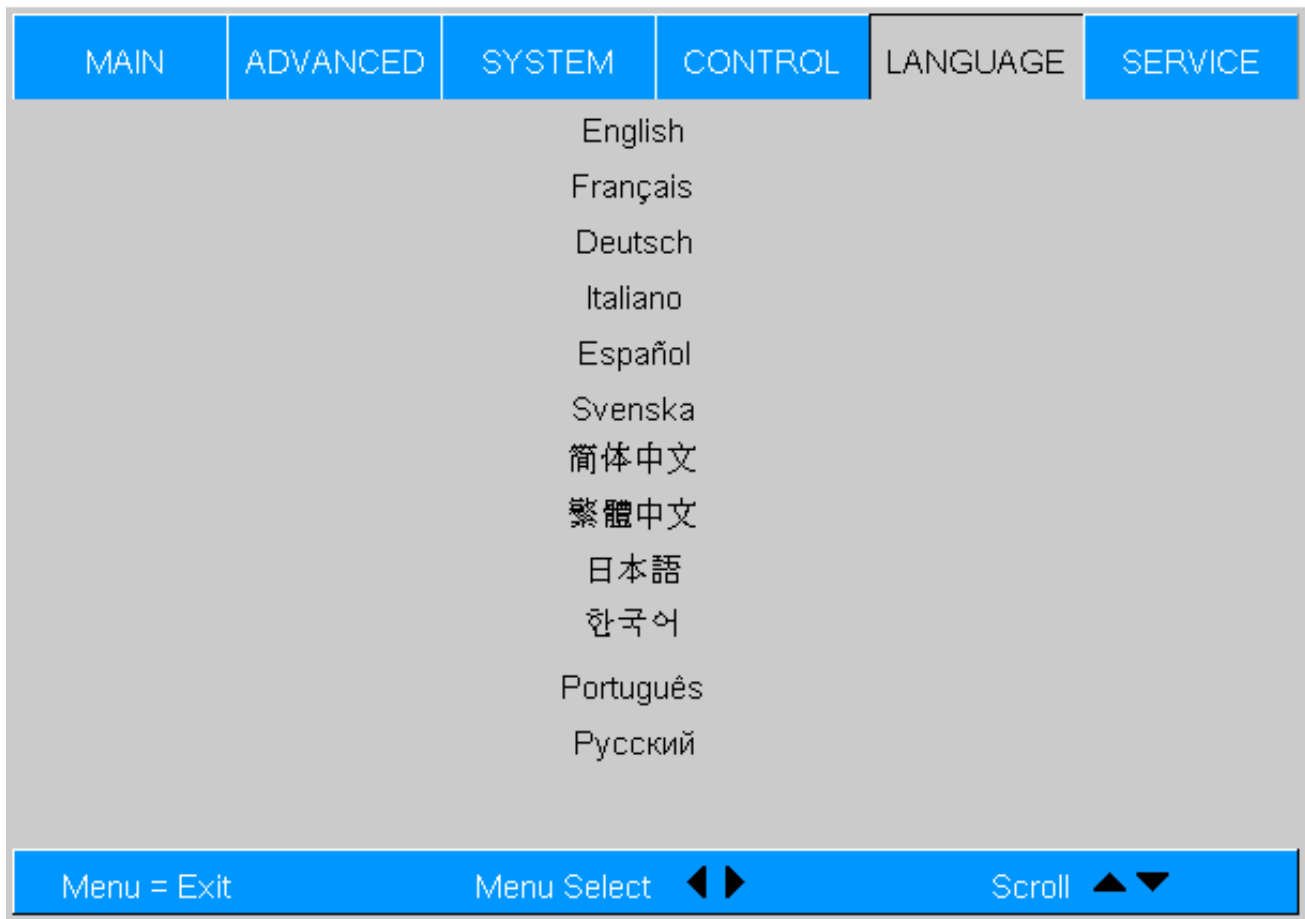 MAIN ADVANCED SYSTEM CONTROL LANGUAGE SERVICE
English
Français
Deutsch
Italiano
Español
Svenska
简体中文
繁體中文
日本語
한국어
Português
Русский
Menu = Exit Menu Select ◀ ▶ Scroll ▲ ▼